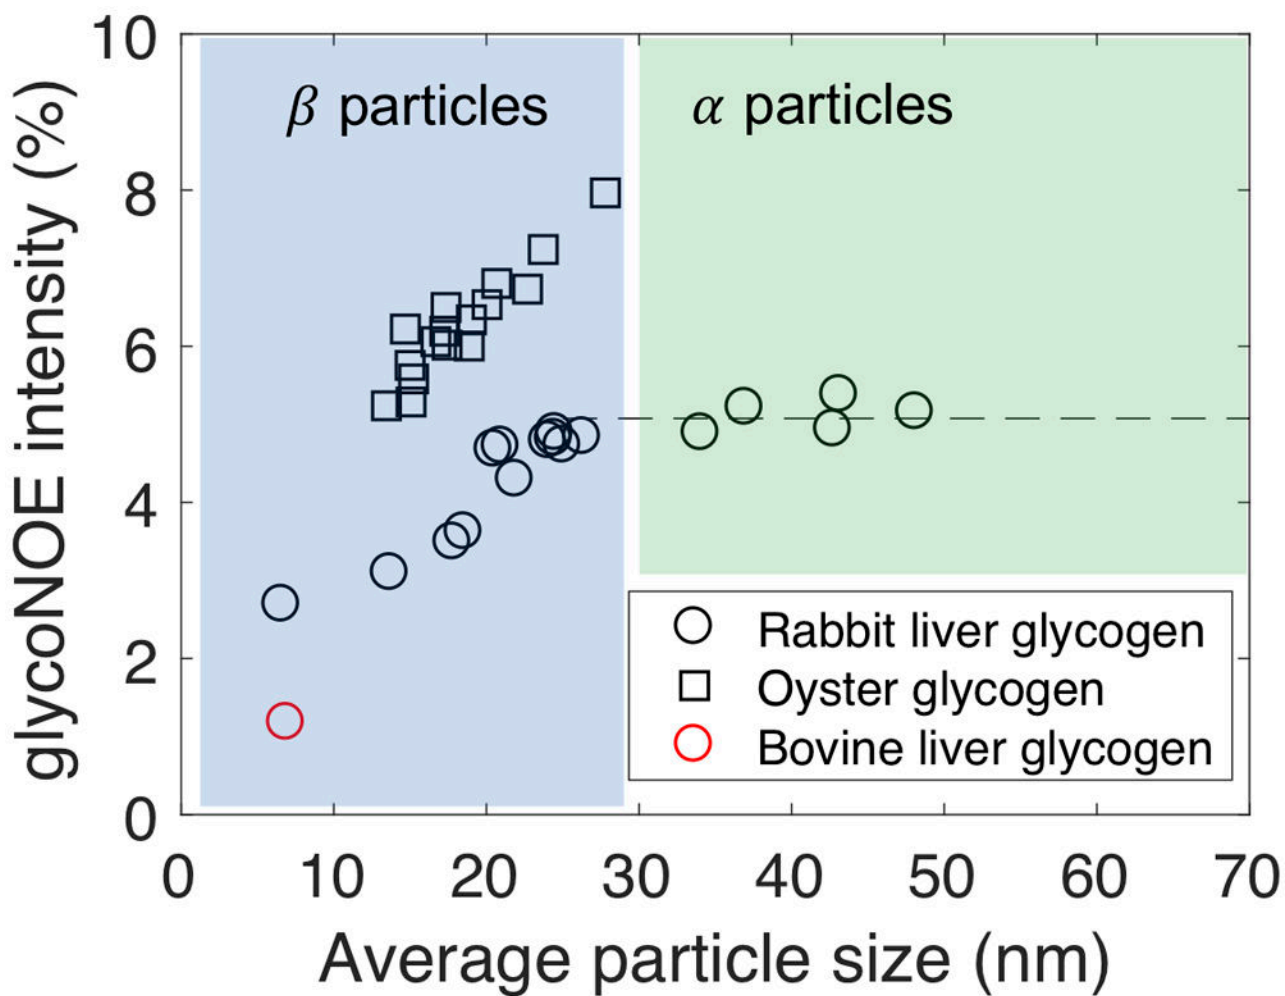 10
8
6
4
2
0
glycoNOE intensity (%)
β particles
α particles
Rabbit liver glycogen
Oyster glycogen
Bovine liver glycogen
0 10 20 30 40 50 60 70
Average particle size (nm)